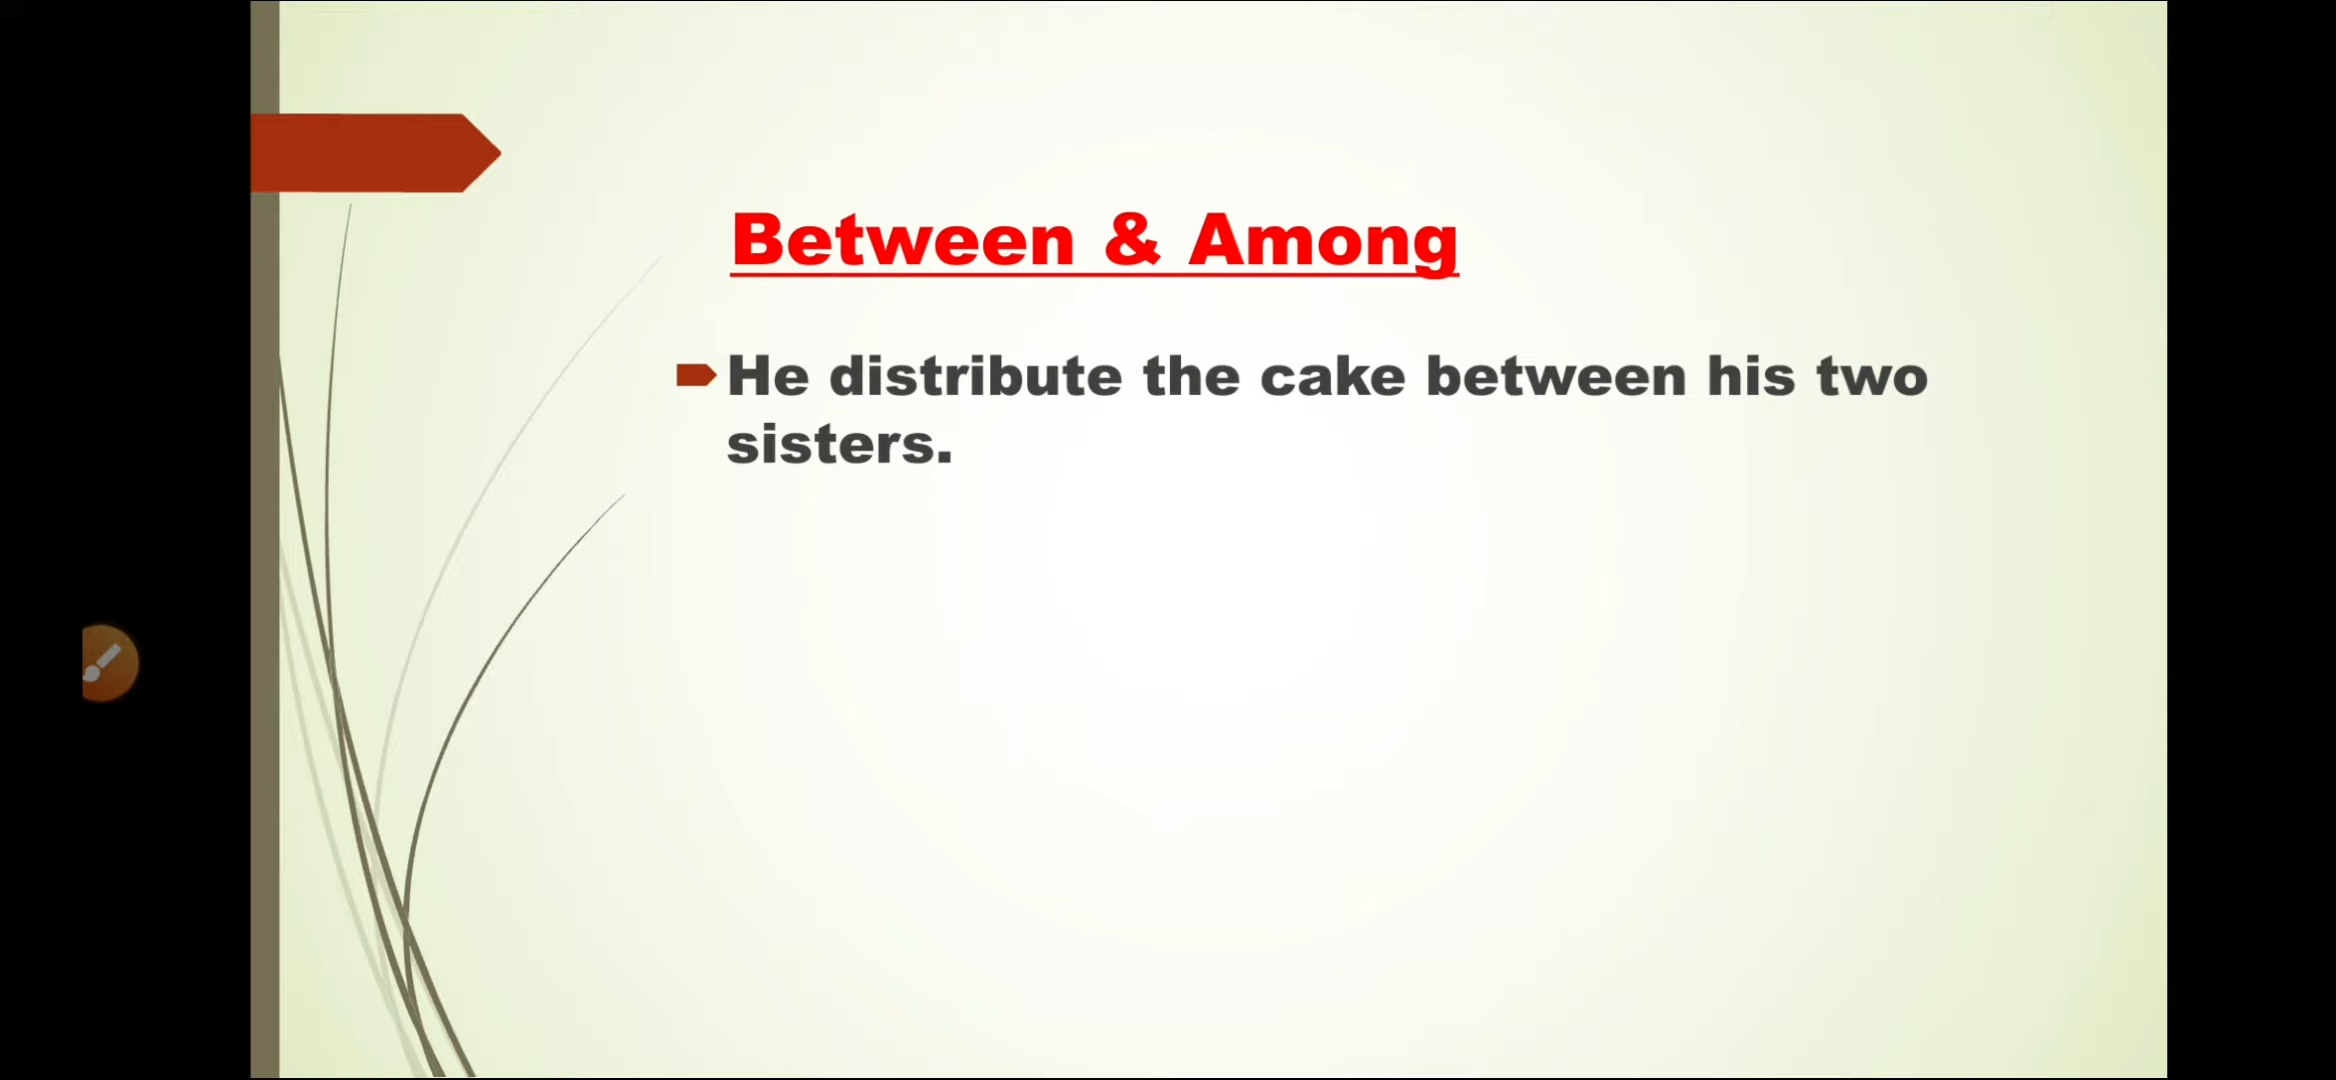 Between & Among
He distribute the cake between his two
sisters.